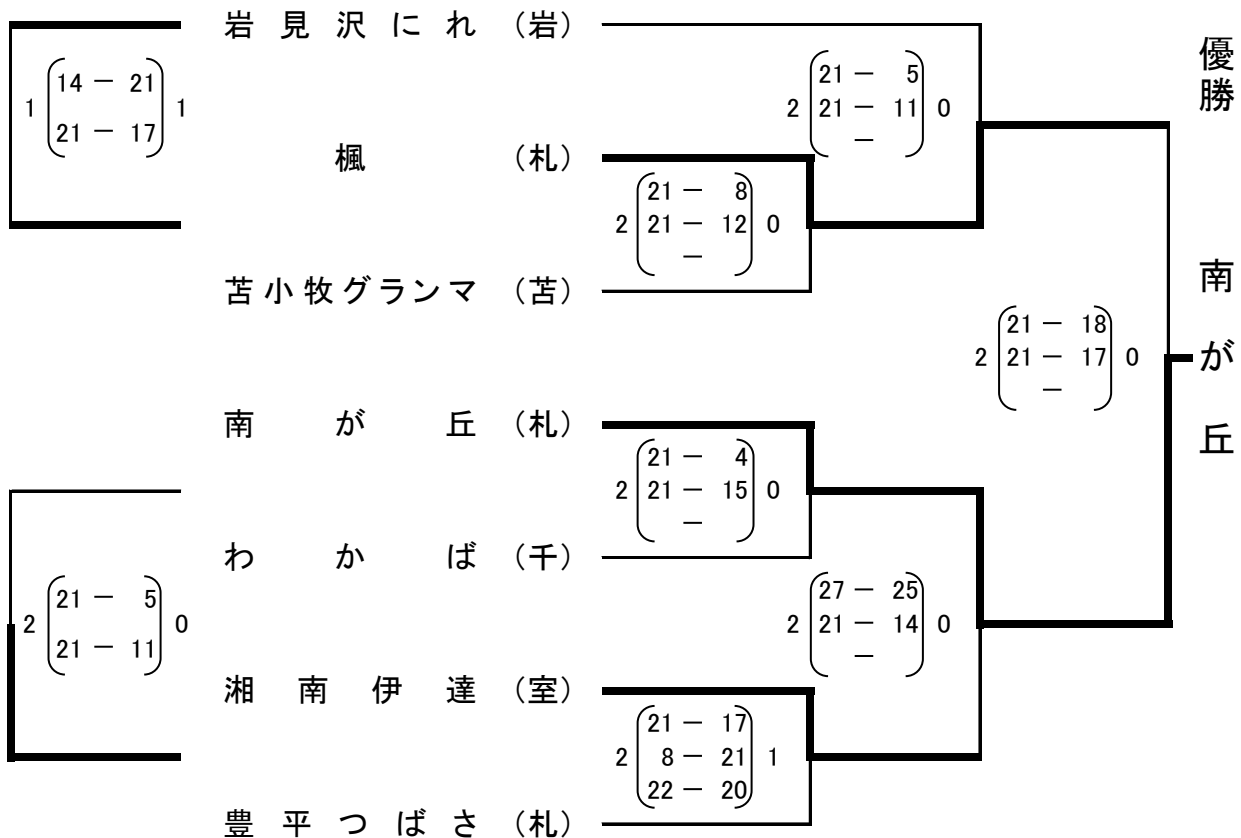 岩見沢にれ (岩)
優勝
1 14 － 21 1
21 － 17
2 21 － 5 0
21 － 11
－
楓 (札)
2 21 － 8 0
21 － 12
－
苫小牧グランマ (苫)
南が丘
2 21 － 18 0
21 － 17
－
南が丘 (札)
2 21 － 4 0
21 － 15
－
わかば (千)
2 21 － 5 0
21 － 11
2 27 － 25 0
21 － 14
－
湘南伊達 (室)
2 21 － 17 1
8 － 21
22 － 20
豊平つばさ (札)